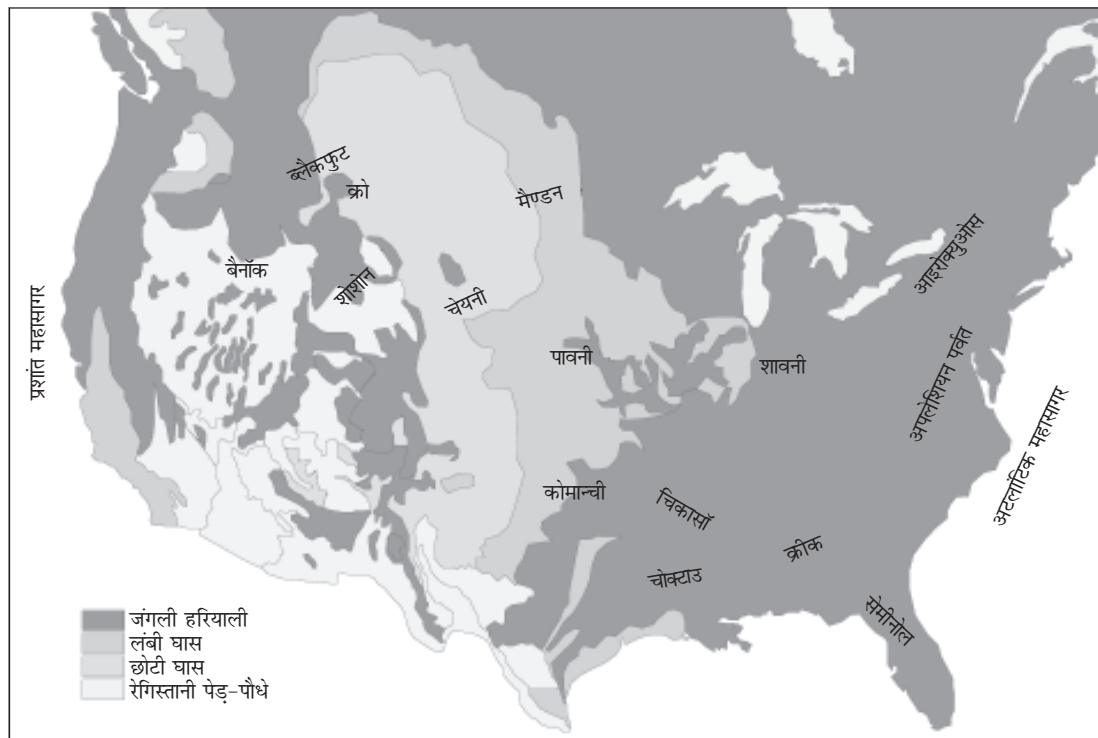 ब्लैकफुट
क्रो
मैण्डन
आइरोक्युओस
बैनॉक
शोशोन
चेयनी
प्रशांत महासागर
पावनी
शावनी
अपलेशियन पर्वत
अटलांटिक महासागर
कोमान्ची
चिकासॉ
क्रीक
चोक्टाउ
सेमीनोल
जंगली हरियाली
लंबी घास
छोटी घास
रेगिस्तानी पेड़-पौधे